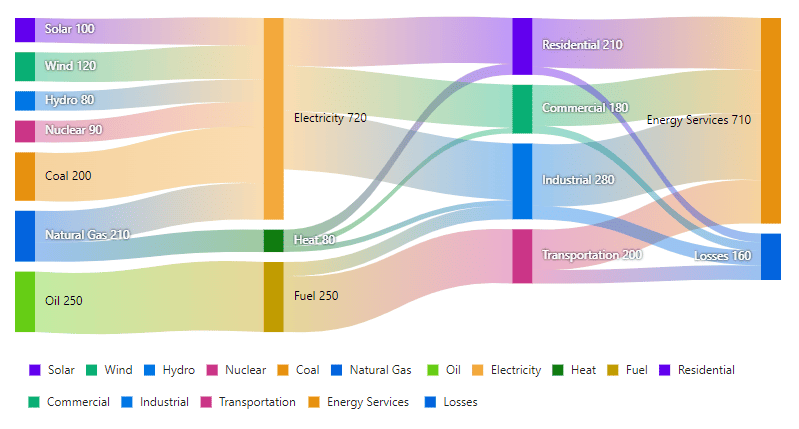 Solar 100
Wind 120
Hydro 80
Nuclear 90
Coal 200
Natural Gas 210
Oil 250
Electricity 720
Heat 80
Fuel 250
Residential 210
Commercial 180
Industrial 280
Transportation 200
Energy Services 710
Losses 160
Solar Wind Hydro Nuclear Coal Natural Gas Oil Electricity Heat Fuel Residential
Commercial Industrial Transportation Energy Services Losses